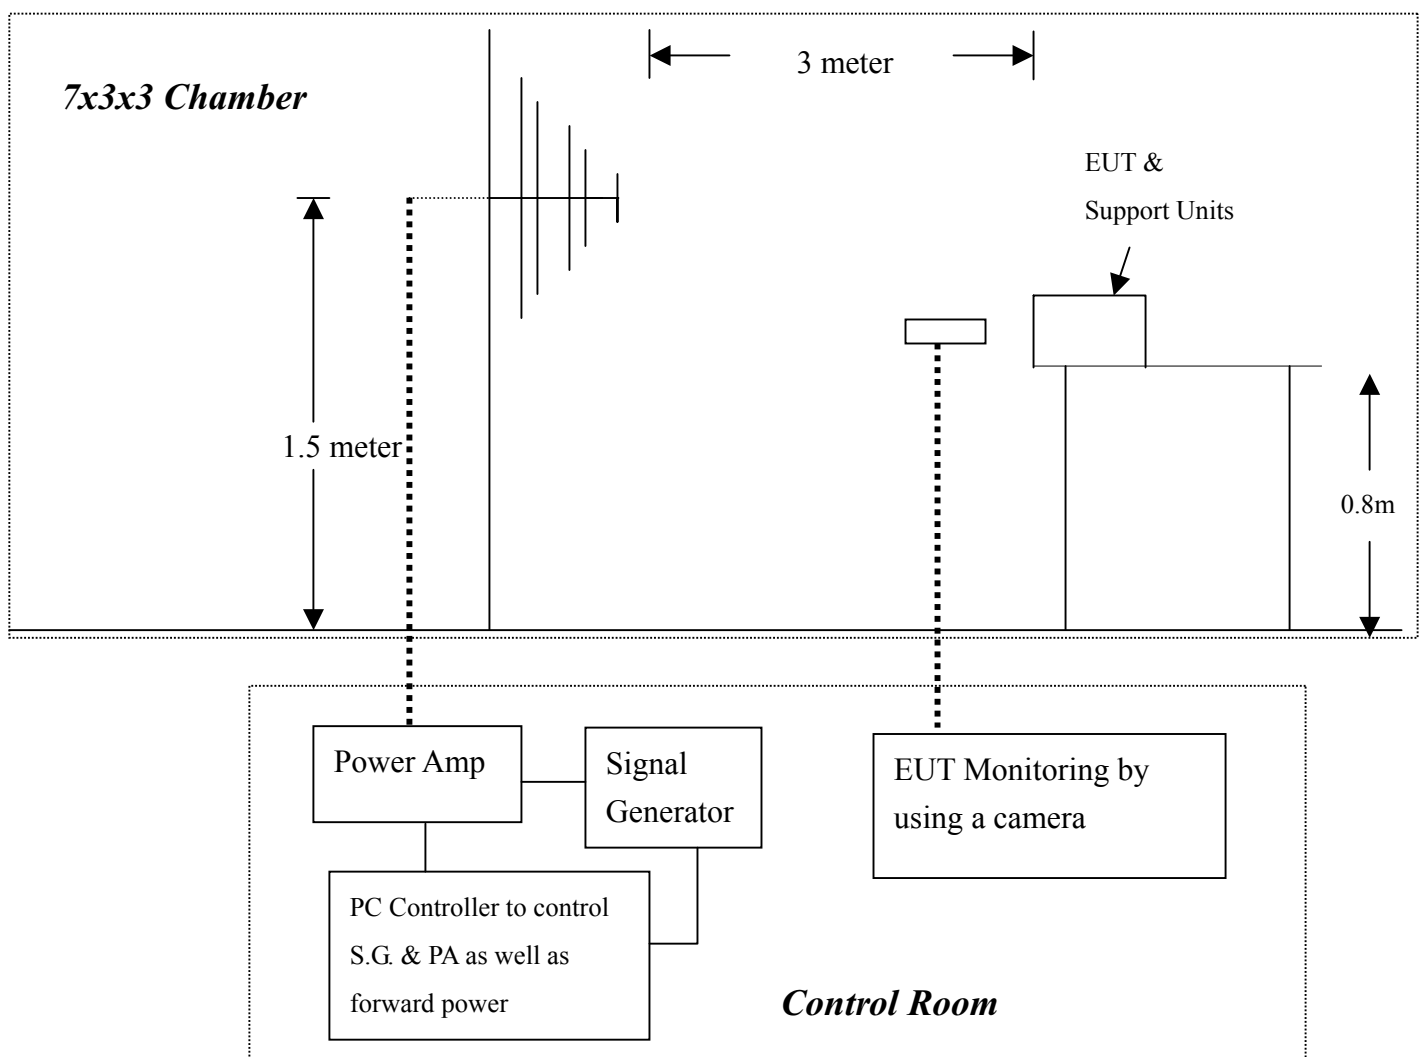 3 meter
7x3x3 Chamber
EUT &
Support Units
1.5 meter
0.8m
Power Amp
Signal
Generator
EUT Monitoring by
using a camera
PC Controller to control
S.G. & PA as well as
forward power
Control Room